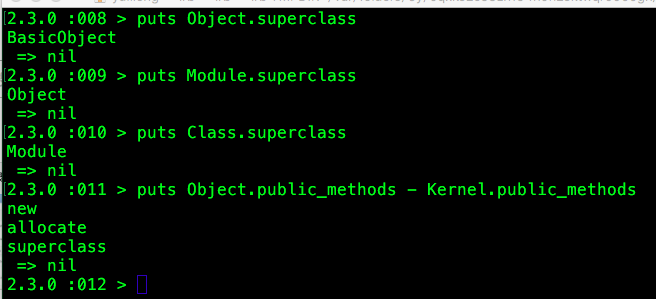 [2.3.0 :008 > puts Object.superclass
BasicObject
 => nil
[2.3.0 :009 > puts Module.superclass
Object
 => nil
[2.3.0 :010 > puts Class.superclass
Module
 => nil
[2.3.0 :011 > puts Object.public_methods - Kernel.public_methods
new
allocate
superclass
 => nil
2.3.0 :012 >